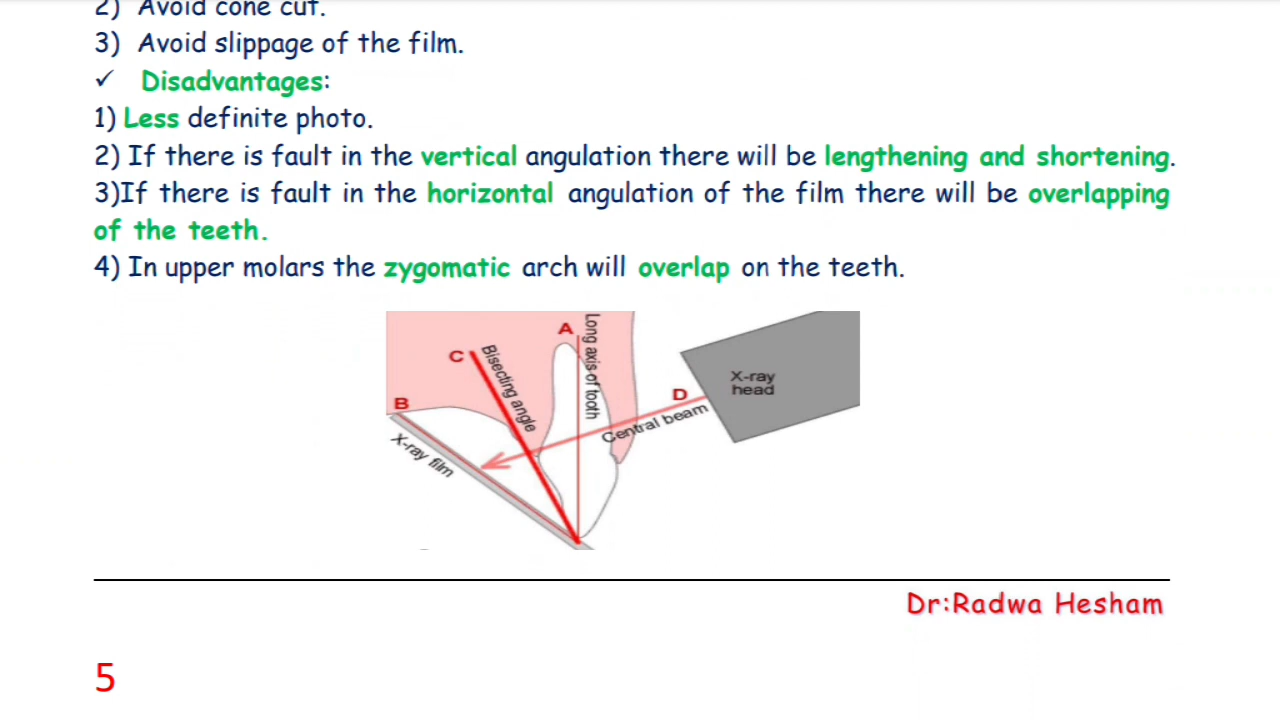 2) Avoid cone cut.
3) Avoid slippage of the film.
✓ Disadvantages:
1) Less definite photo.
2) If there is fault in the vertical angulation there will be lengthening and shortening.
3)If there is fault in the horizontal angulation of the film there will be overlapping
of the teeth.
4) In upper molars the zygomatic arch will overlap on the teeth.
A
Long axis of tooth
C
Bisecting angle
B
X-ray film
D
Central beam
X-ray
head
Dr:Radwa Hesham
5